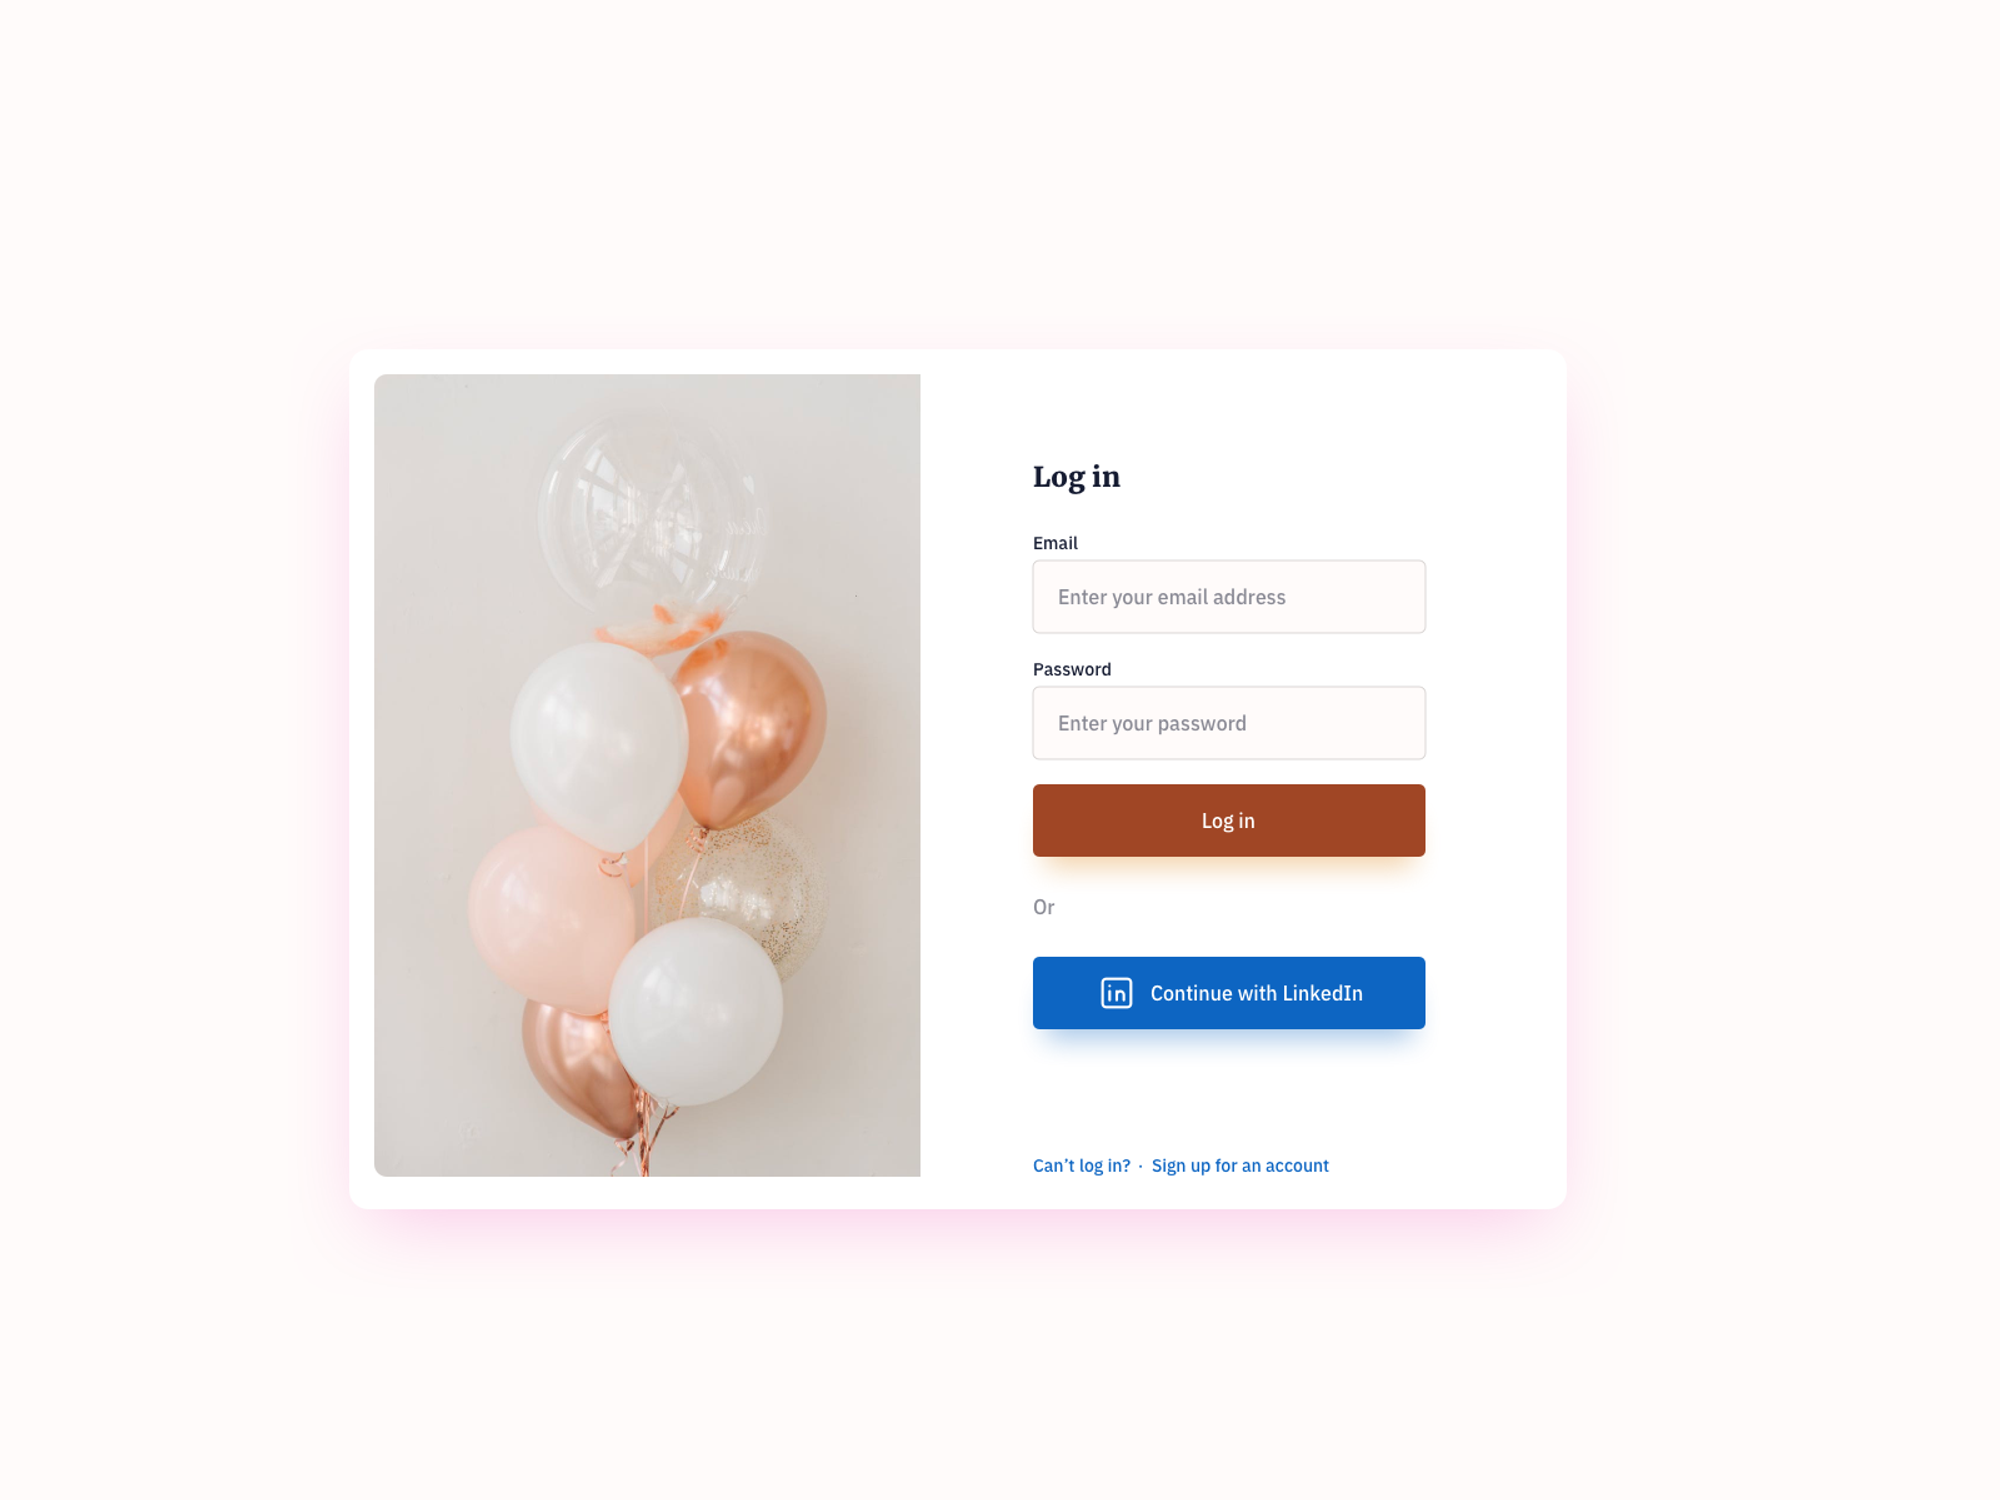 Log in
Email
Enter your email address
Password
Enter your password
Log in
Or
in Continue with LinkedIn
Can’t log in? · Sign up for an account